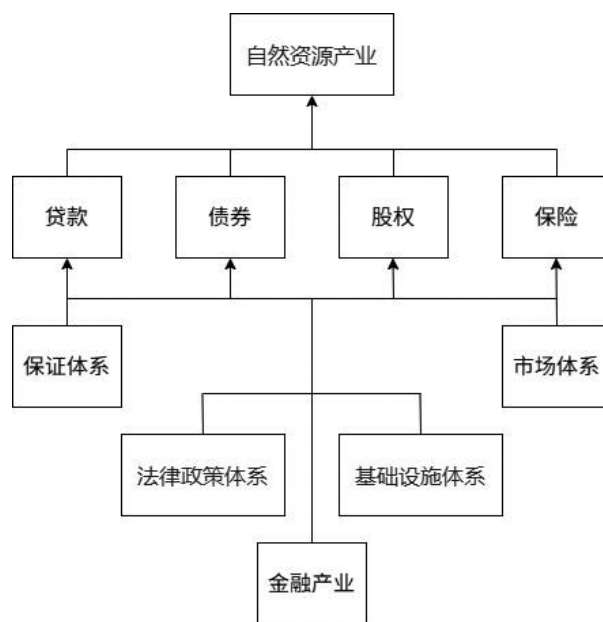 自然资源产业
贷款
债券
股权
保险
保证体系
市场体系
法律政策体系
基础设施体系
金融产业